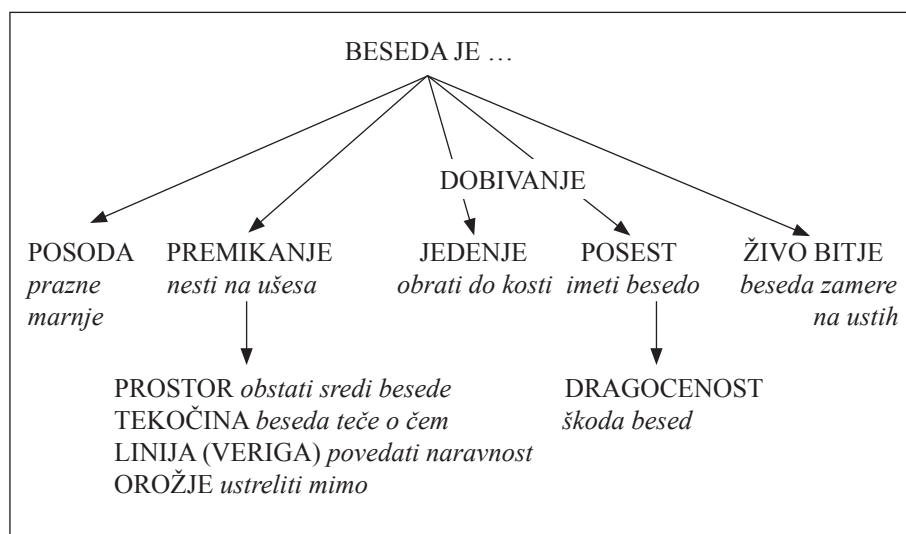 BESEDA JE …
DOBIVANJE
POSODA PREMIKANJE JEDENJE POSEST ŽIVO BITJE
prazne nesti na ušesa obrati do kosti imeti besedo beseda zamere
marnje na ustih
PROSTOR obstati sredi besede DRAGOCENOST
TEKOČINA beseda teče o čem škoda besed
LINIJA (VERIGA) povedati naravnost
OROŽJE ustreliti mimo